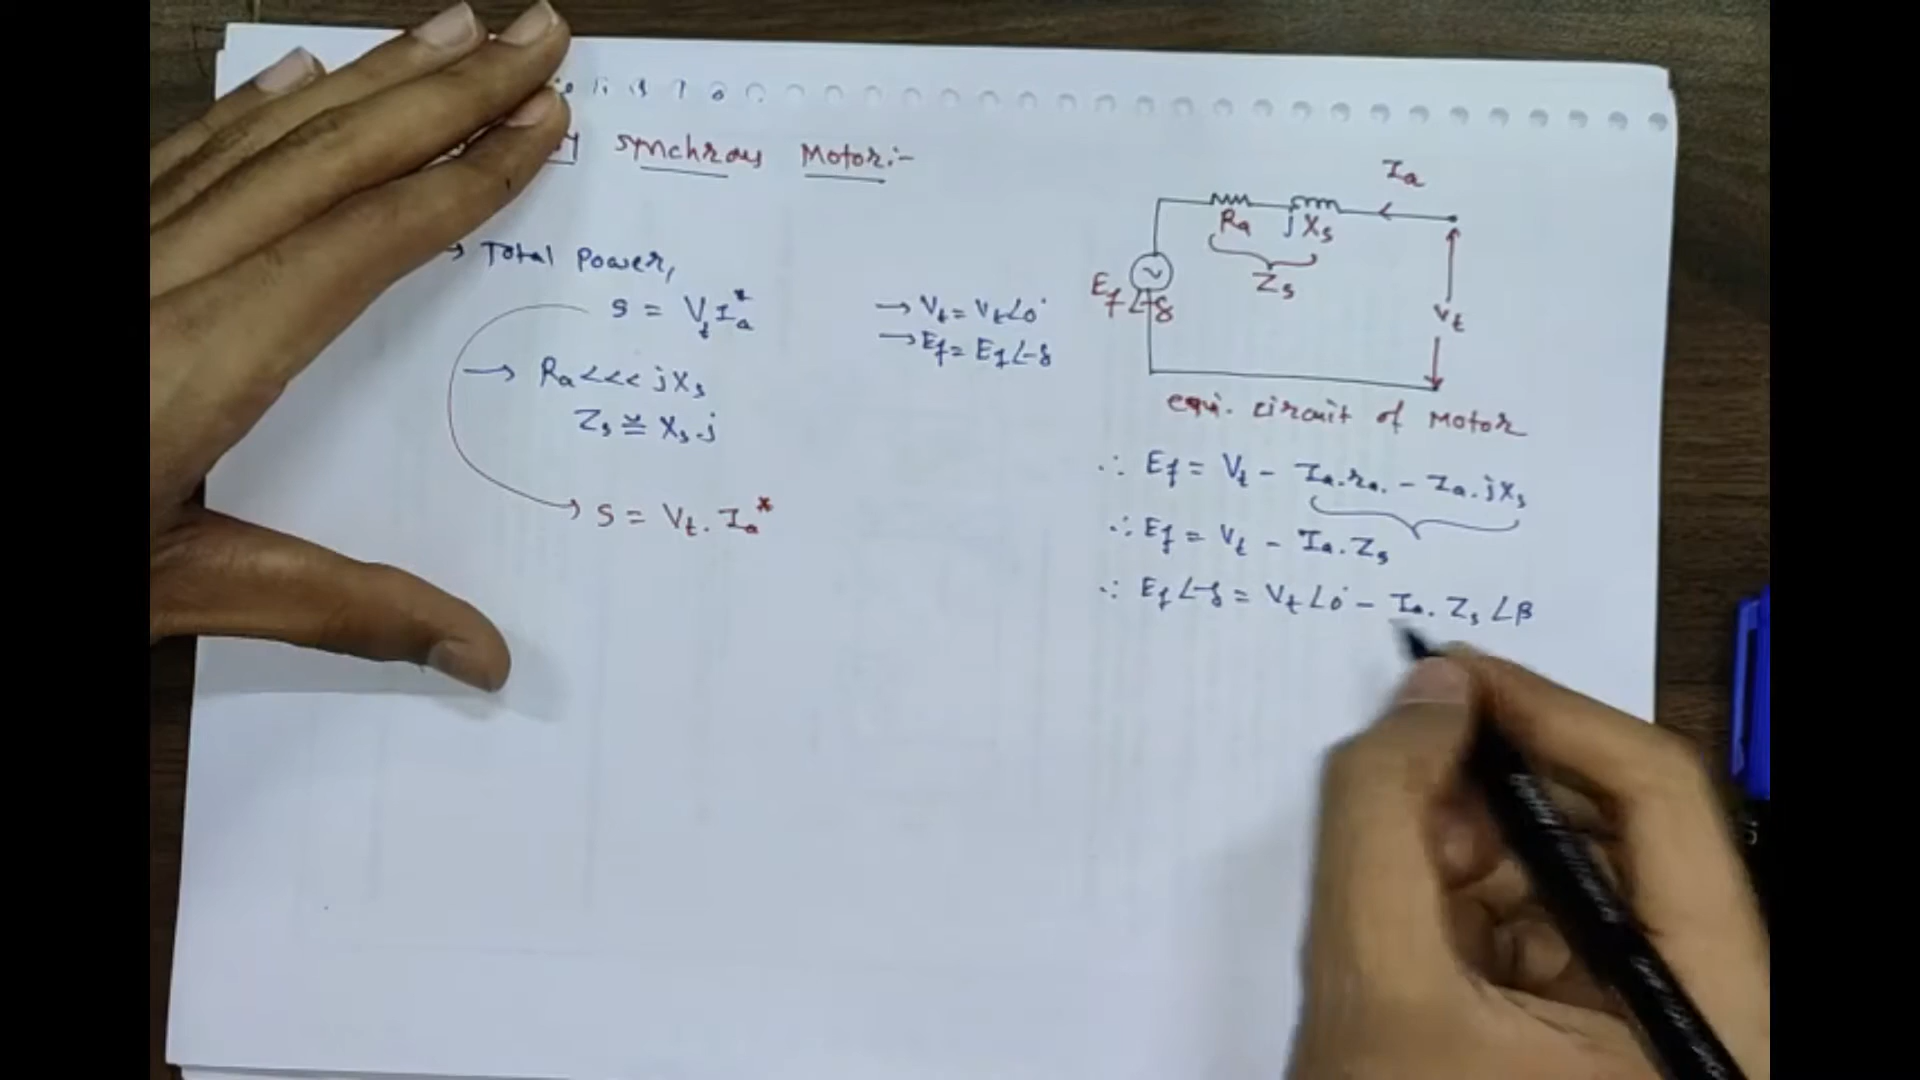 synchrous Motor:-
→ Total Power,
S = VₜIₐ*
→ Rₐ<<< jXₛ
Zₛ ≅ Xₛ.j
S = Vₜ. Iₐ*
→ Vₜ = Vₜ∠0°
→ E𝒻 = E𝒻∠-δ
Iₐ
Rₐ jXₛ
Zₛ
E𝒻∠-δ
Vₜ
equi. circuit of Motor
∴ E𝒻 = Vₜ - Iₐ.rₐ. - Iₐ.jXₛ
∴ E𝒻 = Vₜ - Iₐ.Zₛ
∴ E𝒻∠-δ = Vₜ∠0° - Iₐ. Zₛ∠β